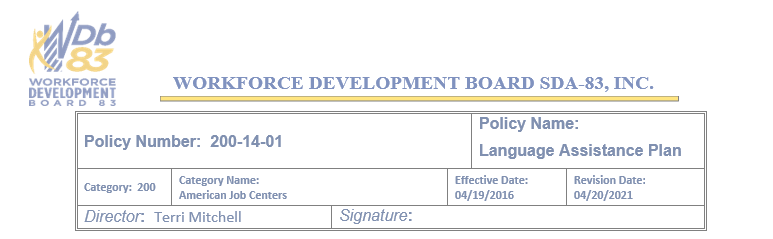 WDb
83
WORKFORCE
DEVELOPMENT
BOARD 83
WORKFORCE DEVELOPMENT BOARD SDA-83, INC.
Policy Number: 200-14-01
Policy Name:
Language Assistance Plan
Category: 200
Category Name:
American Job Centers
Effective Date:
04/19/2016
Revision Date:
04/20/2021
Director: Terri Mitchell
Signature: